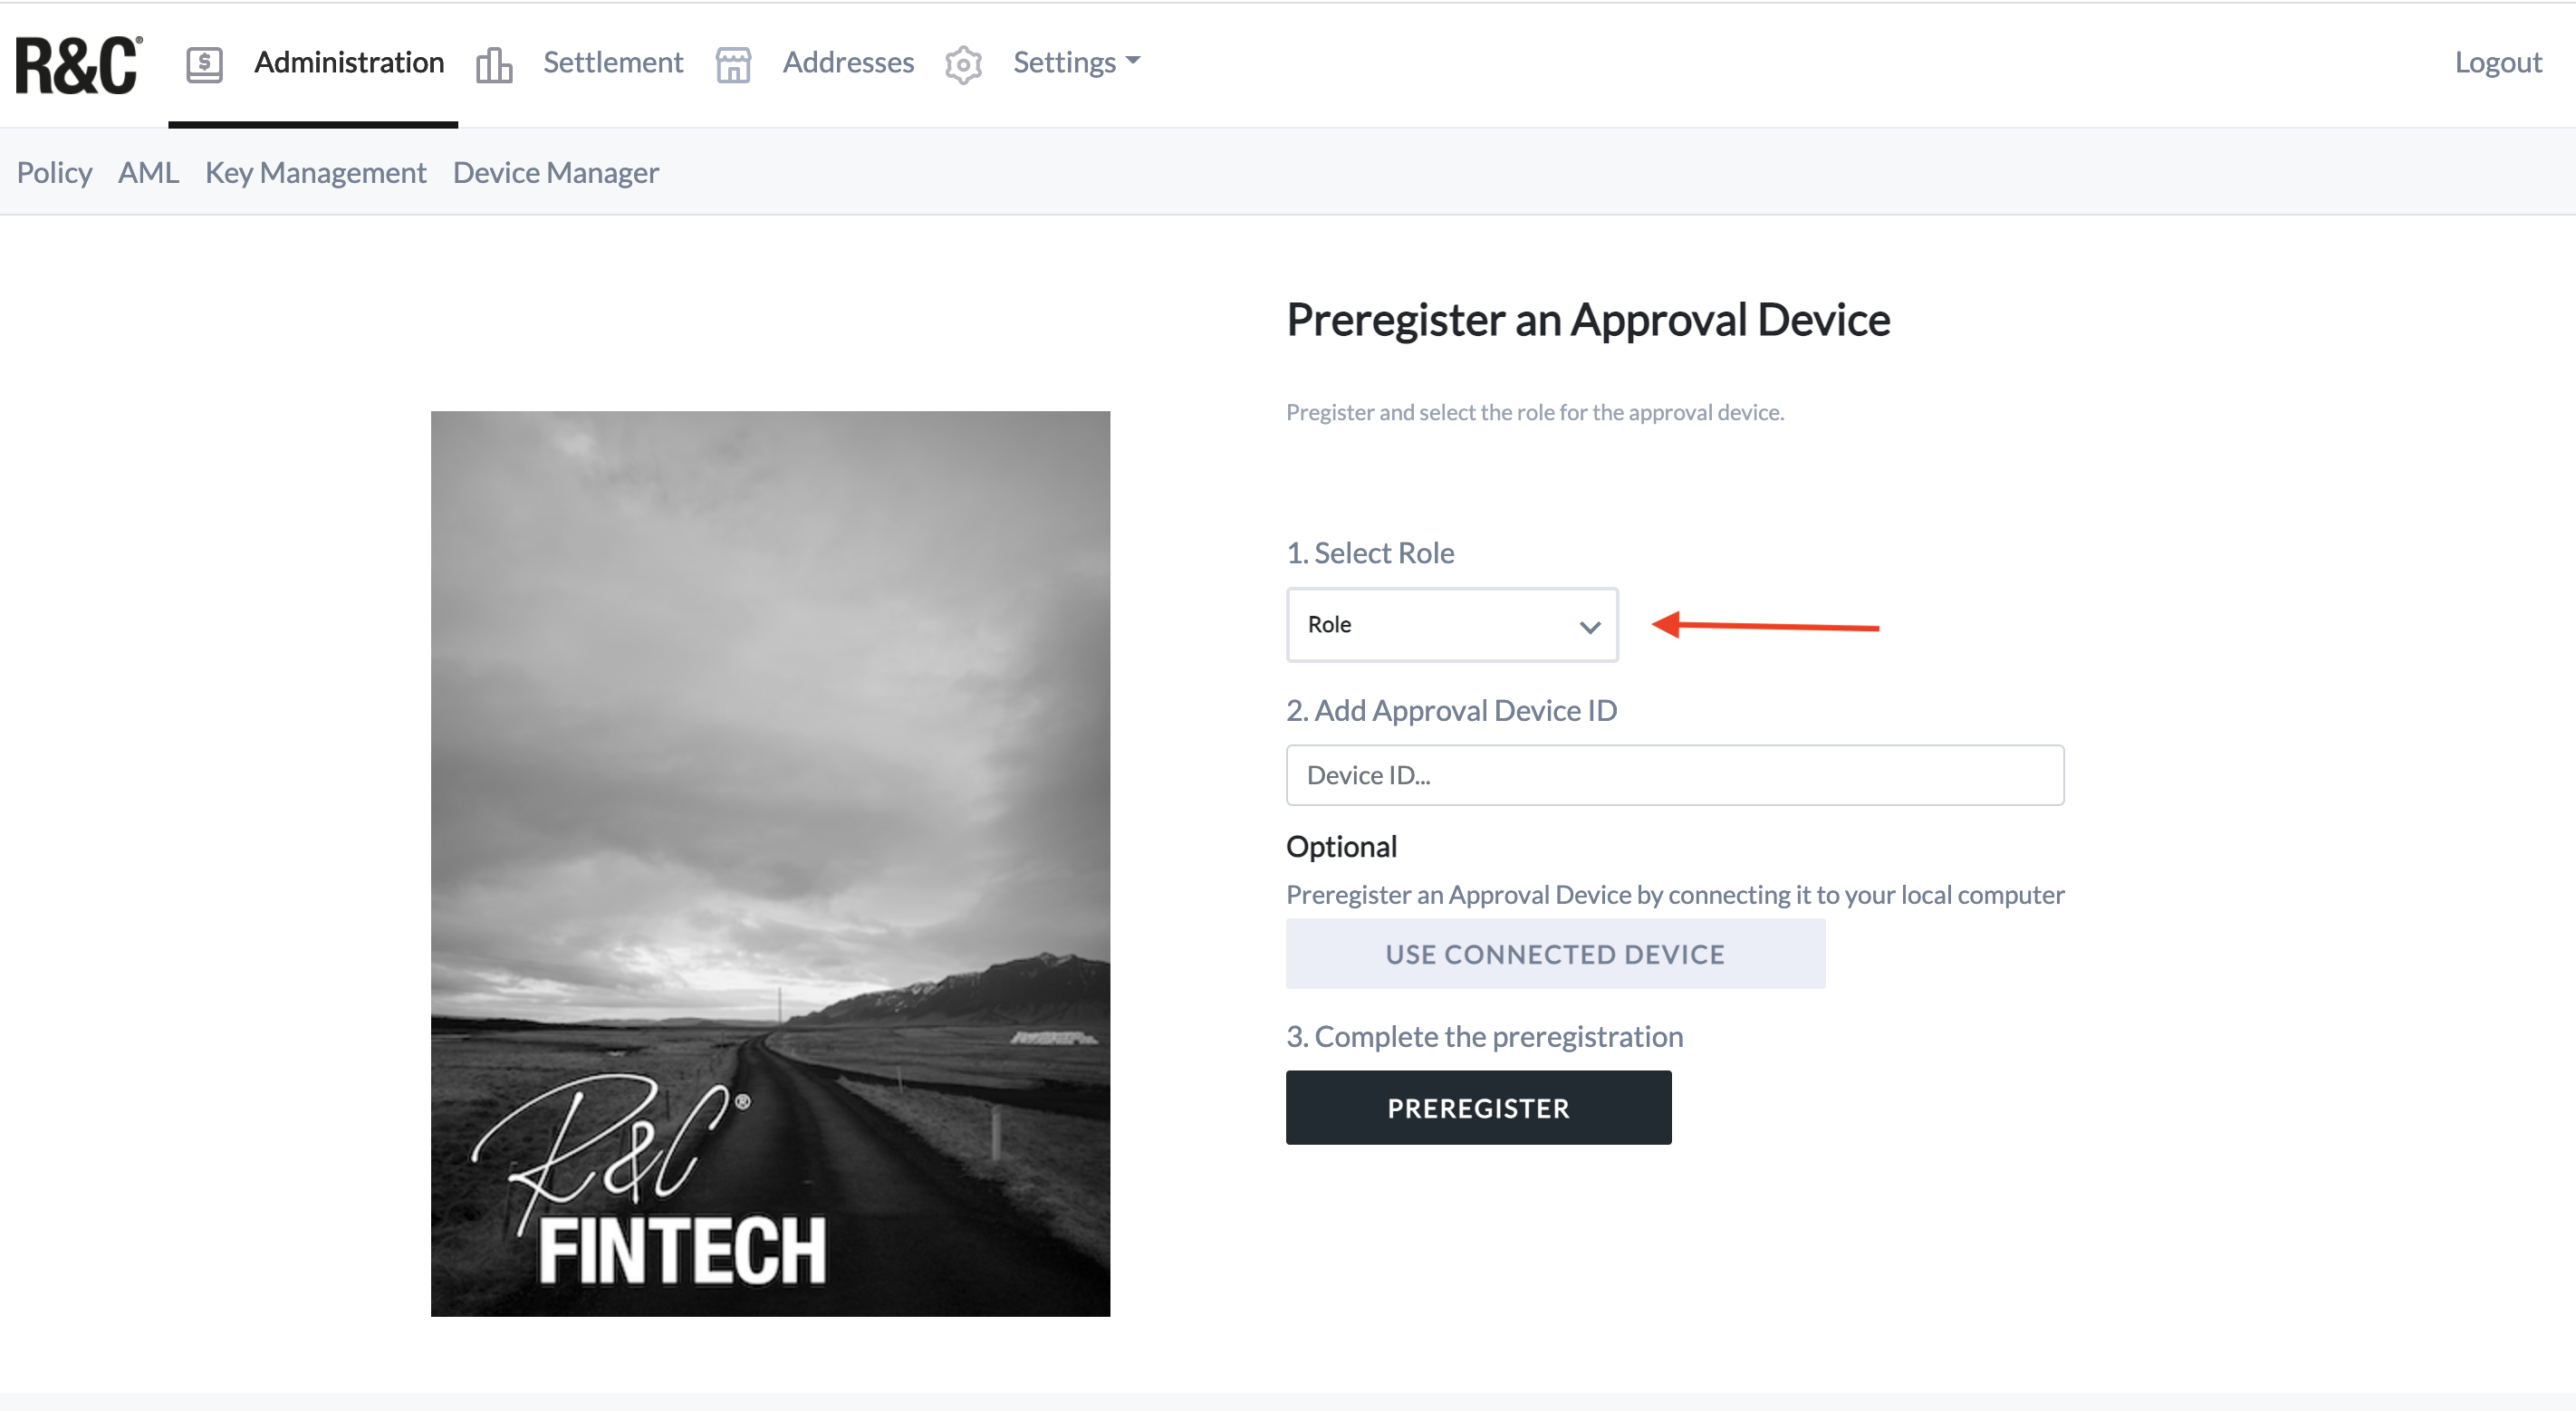 R&C®
Administration
Settlement
Addresses
Settings
Logout
Policy
AML
Key Management
Device Manager
Preregister an Approval Device
Pregister and select the role for the approval device.
1. Select Role
Role
2. Add Approval Device ID
Device ID...
Optional
Preregister an Approval Device by connecting it to your local computer
USE CONNECTED DEVICE
3. Complete the preregistration
PREREGISTER
R&C®
FINTECH